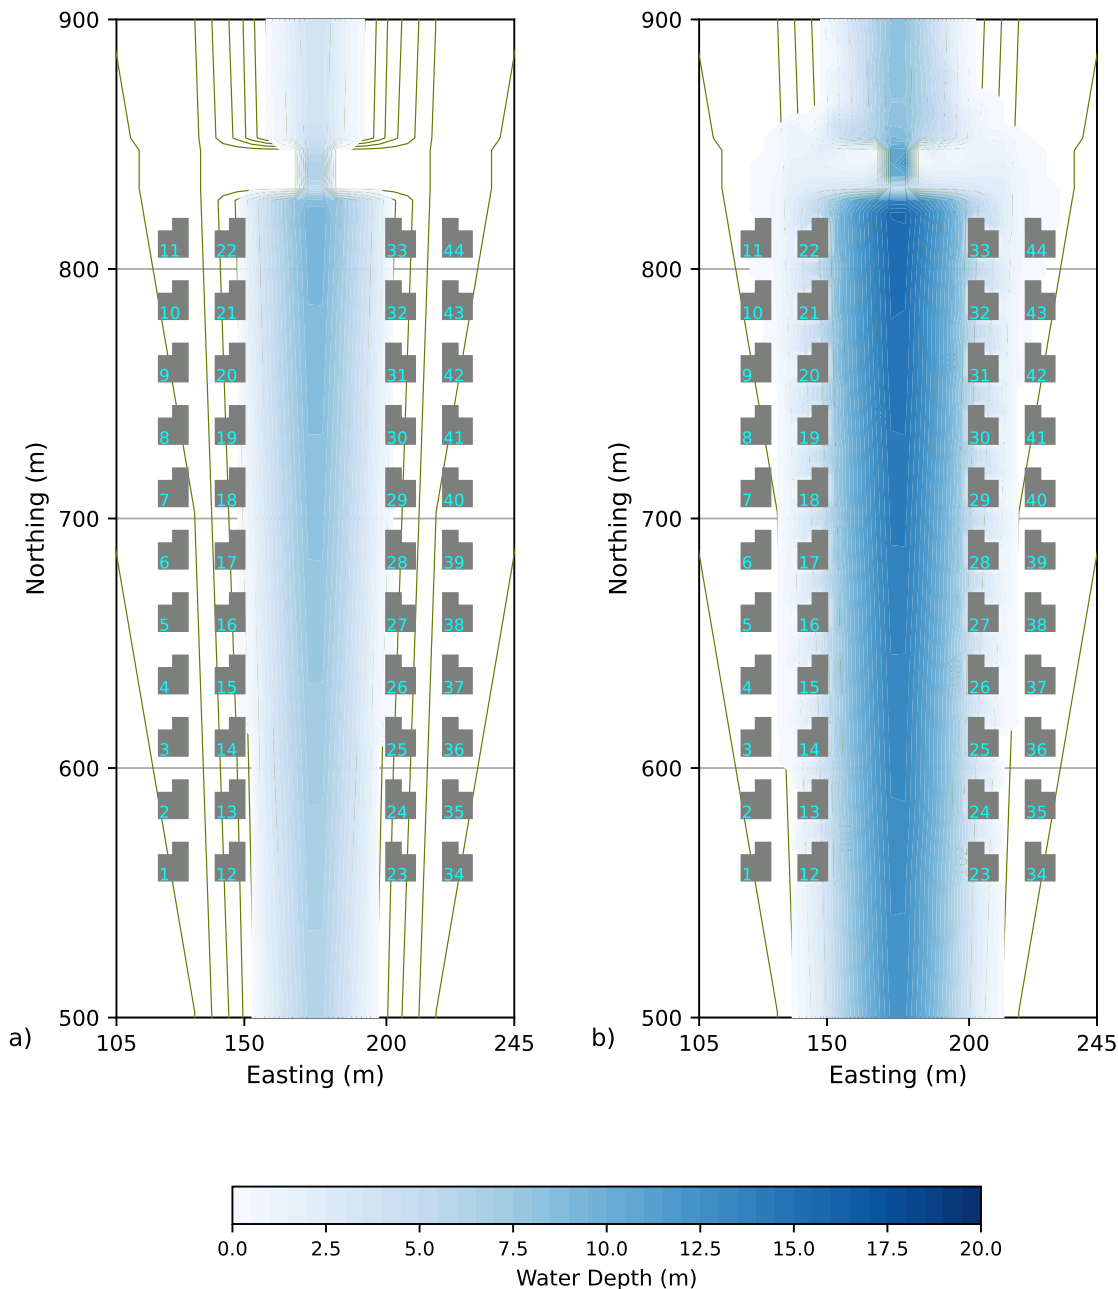 900
800
700
600
500
Northing (m)
11 22 33 44
10 21 32 43
9 20 31 42
8 19 30 41
7 18 29 40
6 17 28 39
5 16 27 38
4 15 26 37
3 14 25 36
2 13 24 35
1 12 23 34
105 150 200 245
Easting (m)
a)
900
800
700
600
500
Northing (m)
11 22 33 44
10 21 32 43
9 20 31 42
8 19 30 41
7 18 29 40
6 17 28 39
5 16 27 38
4 15 26 37
3 14 25 36
2 13 24 35
1 12 23 34
105 150 200 245
Easting (m)
b)
0.0 2.5 5.0 7.5 10.0 12.5 15.0 17.5 20.0
Water Depth (m)